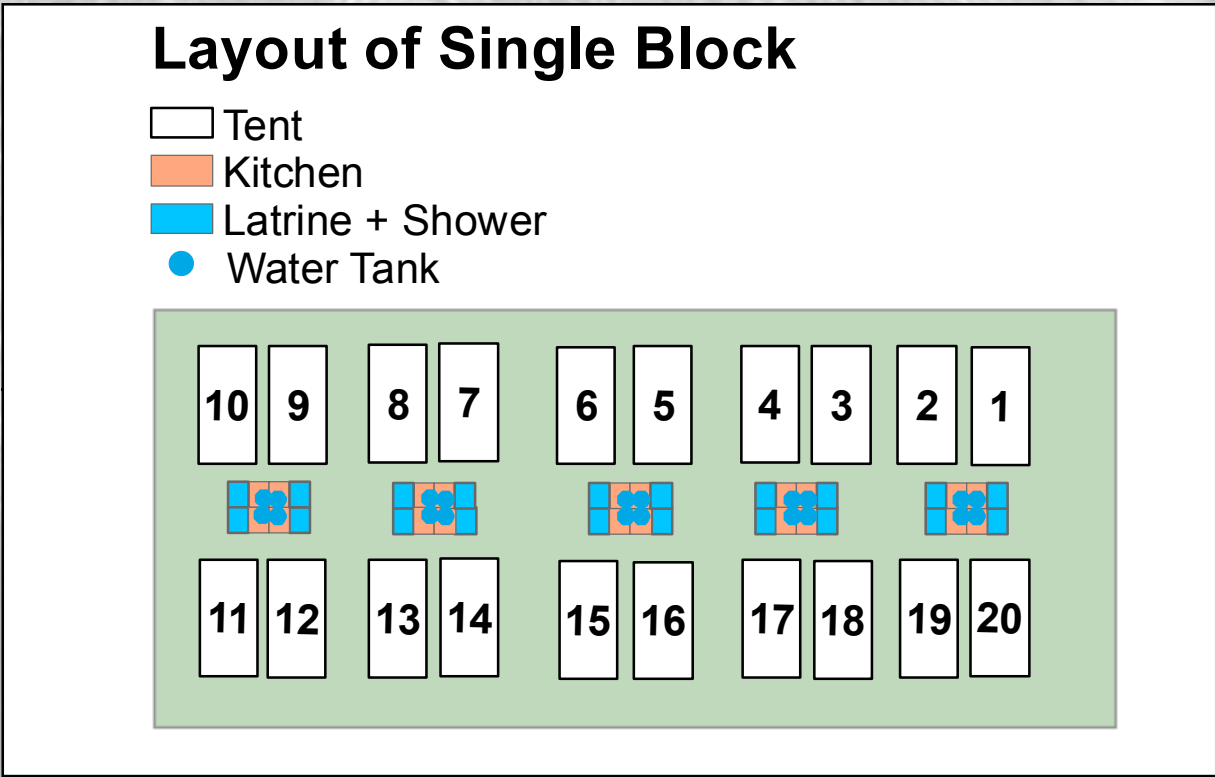 Layout of Single Block
Tent
Kitchen
Latrine + Shower
Water Tank
10 9 8 7 6 5 4 3 2 1
11 12 13 14 15 16 17 18 19 20